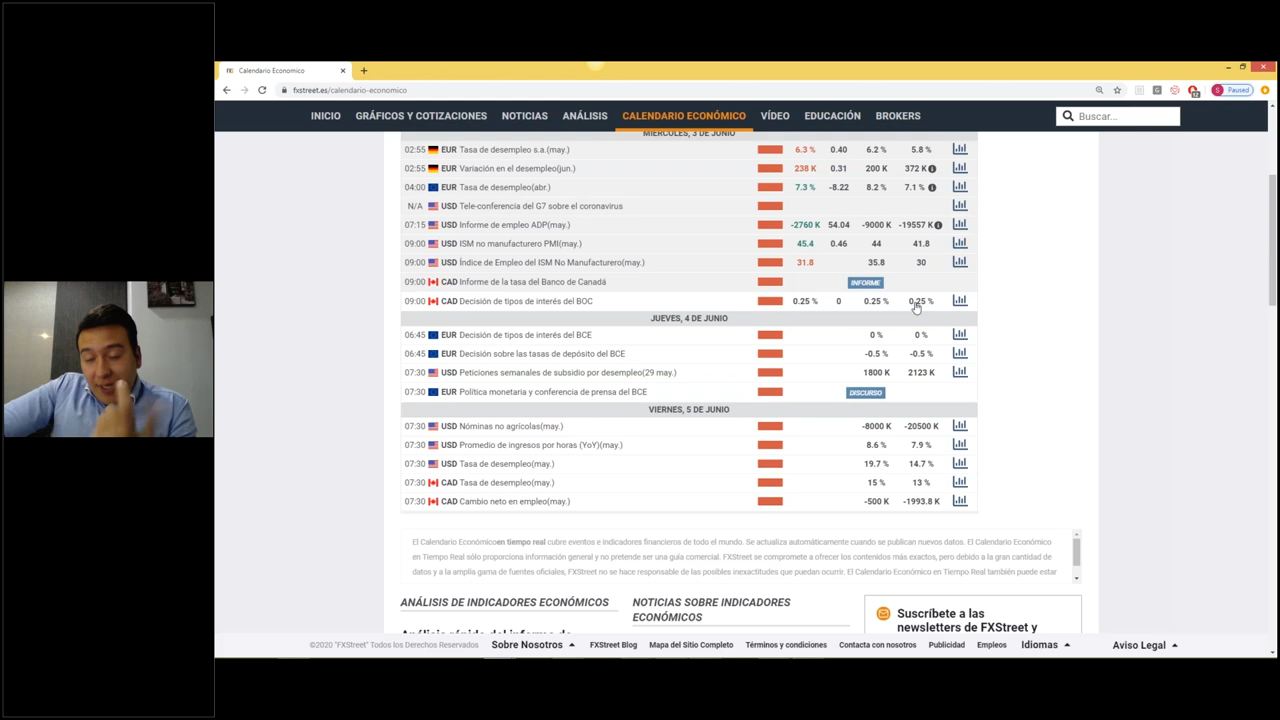 Calendario Economico
fxstreet.es/calendario-economico
Paused
INICIO GRÁFICOS Y COTIZACIONES NOTICIAS ANÁLISIS CALENDARIO ECONÓMICO VÍDEO EDUCACIÓN BROKERS Buscar...
MIÉRCOLES, 3 DE JUNIO
02:55 EUR Tasa de desempleo s.a.(may.) 6.3 % 0.40 6.2 % 5.8 %
02:55 EUR Variación en el desempleo(jun.) 238 K 0.31 200 K 372 K
04:00 EUR Tasa de desempleo(abr.) 7.3 % -8.22 8.2 % 7.1 %
N/A USD Tele-conferencia del G7 sobre el coronavirus
07:15 USD Informe de empleo ADP(may.) -2760 K 54.04 -9000 K -19557 K
09:00 USD ISM no manufacturero PMI(may.) 45.4 0.46 44 41.8
09:00 USD Índice de Empleo del ISM No Manufacturero(may.) 31.8 35.8 30
09:00 CAD Informe de la tasa del Banco de Canadá INFORME
09:00 CAD Decisión de tipos de interés del BOC 0.25 % 0 0.25 % 0.25 %
JUEVES, 4 DE JUNIO
06:45 EUR Decisión de tipos de interés del BCE 0 % 0 %
06:45 EUR Decisión sobre las tasas de depósito del BCE -0.5 % -0.5 %
07:30 USD Peticiones semanales de subsidio por desempleo(29 may.) 1800 K 2123 K
07:30 EUR Política monetaria y conferencia de prensa del BCE DISCURSO
VIERNES, 5 DE JUNIO
07:30 USD Nóminas no agrícolas(may.) -8000 K -20500 K
07:30 USD Promedio de ingresos por horas (YoY)(may.) 8.6 % 7.9 %
07:30 USD Tasa de desempleo(may.) 19.7 % 14.7 %
07:30 CAD Tasa de desempleo(may.) 15 % 13 %
07:30 CAD Cambio neto en empleo(may.) -500 K -1993.8 K
El Calendario Económicoen tiempo real cubre eventos e indicadores financieros de todo el mundo. Se actualiza automáticamente cuando se publican nuevos datos. El Calendario Económico
en Tiempo Real sólo proporciona información general y no pretende ser una guía comercial. FXStreet se compromete a ofrecer los contenidos más exactos, pero debido a la gran cantidad de
datos y a la amplia gama de fuentes oficiales, FXStreet no se hace responsable de las posibles inexactitudes que puedan ocurrir. El Calendario Económico en Tiempo Real también puede estar
ANÁLISIS DE INDICADORES ECONÓMICOS
NOTICIAS SOBRE INDICADORES
ECONÓMICOS
Suscríbete a las
newsletters de FXStreet y
Análisis rápido del informe de
©2020 "FXStreet" Todos los Derechos Reservados Sobre Nosotros FXStreet Blog Mapa del Sitio Completo Términos y condiciones Contacta con nosotros Publicidad Empleos Idiomas Aviso Legal